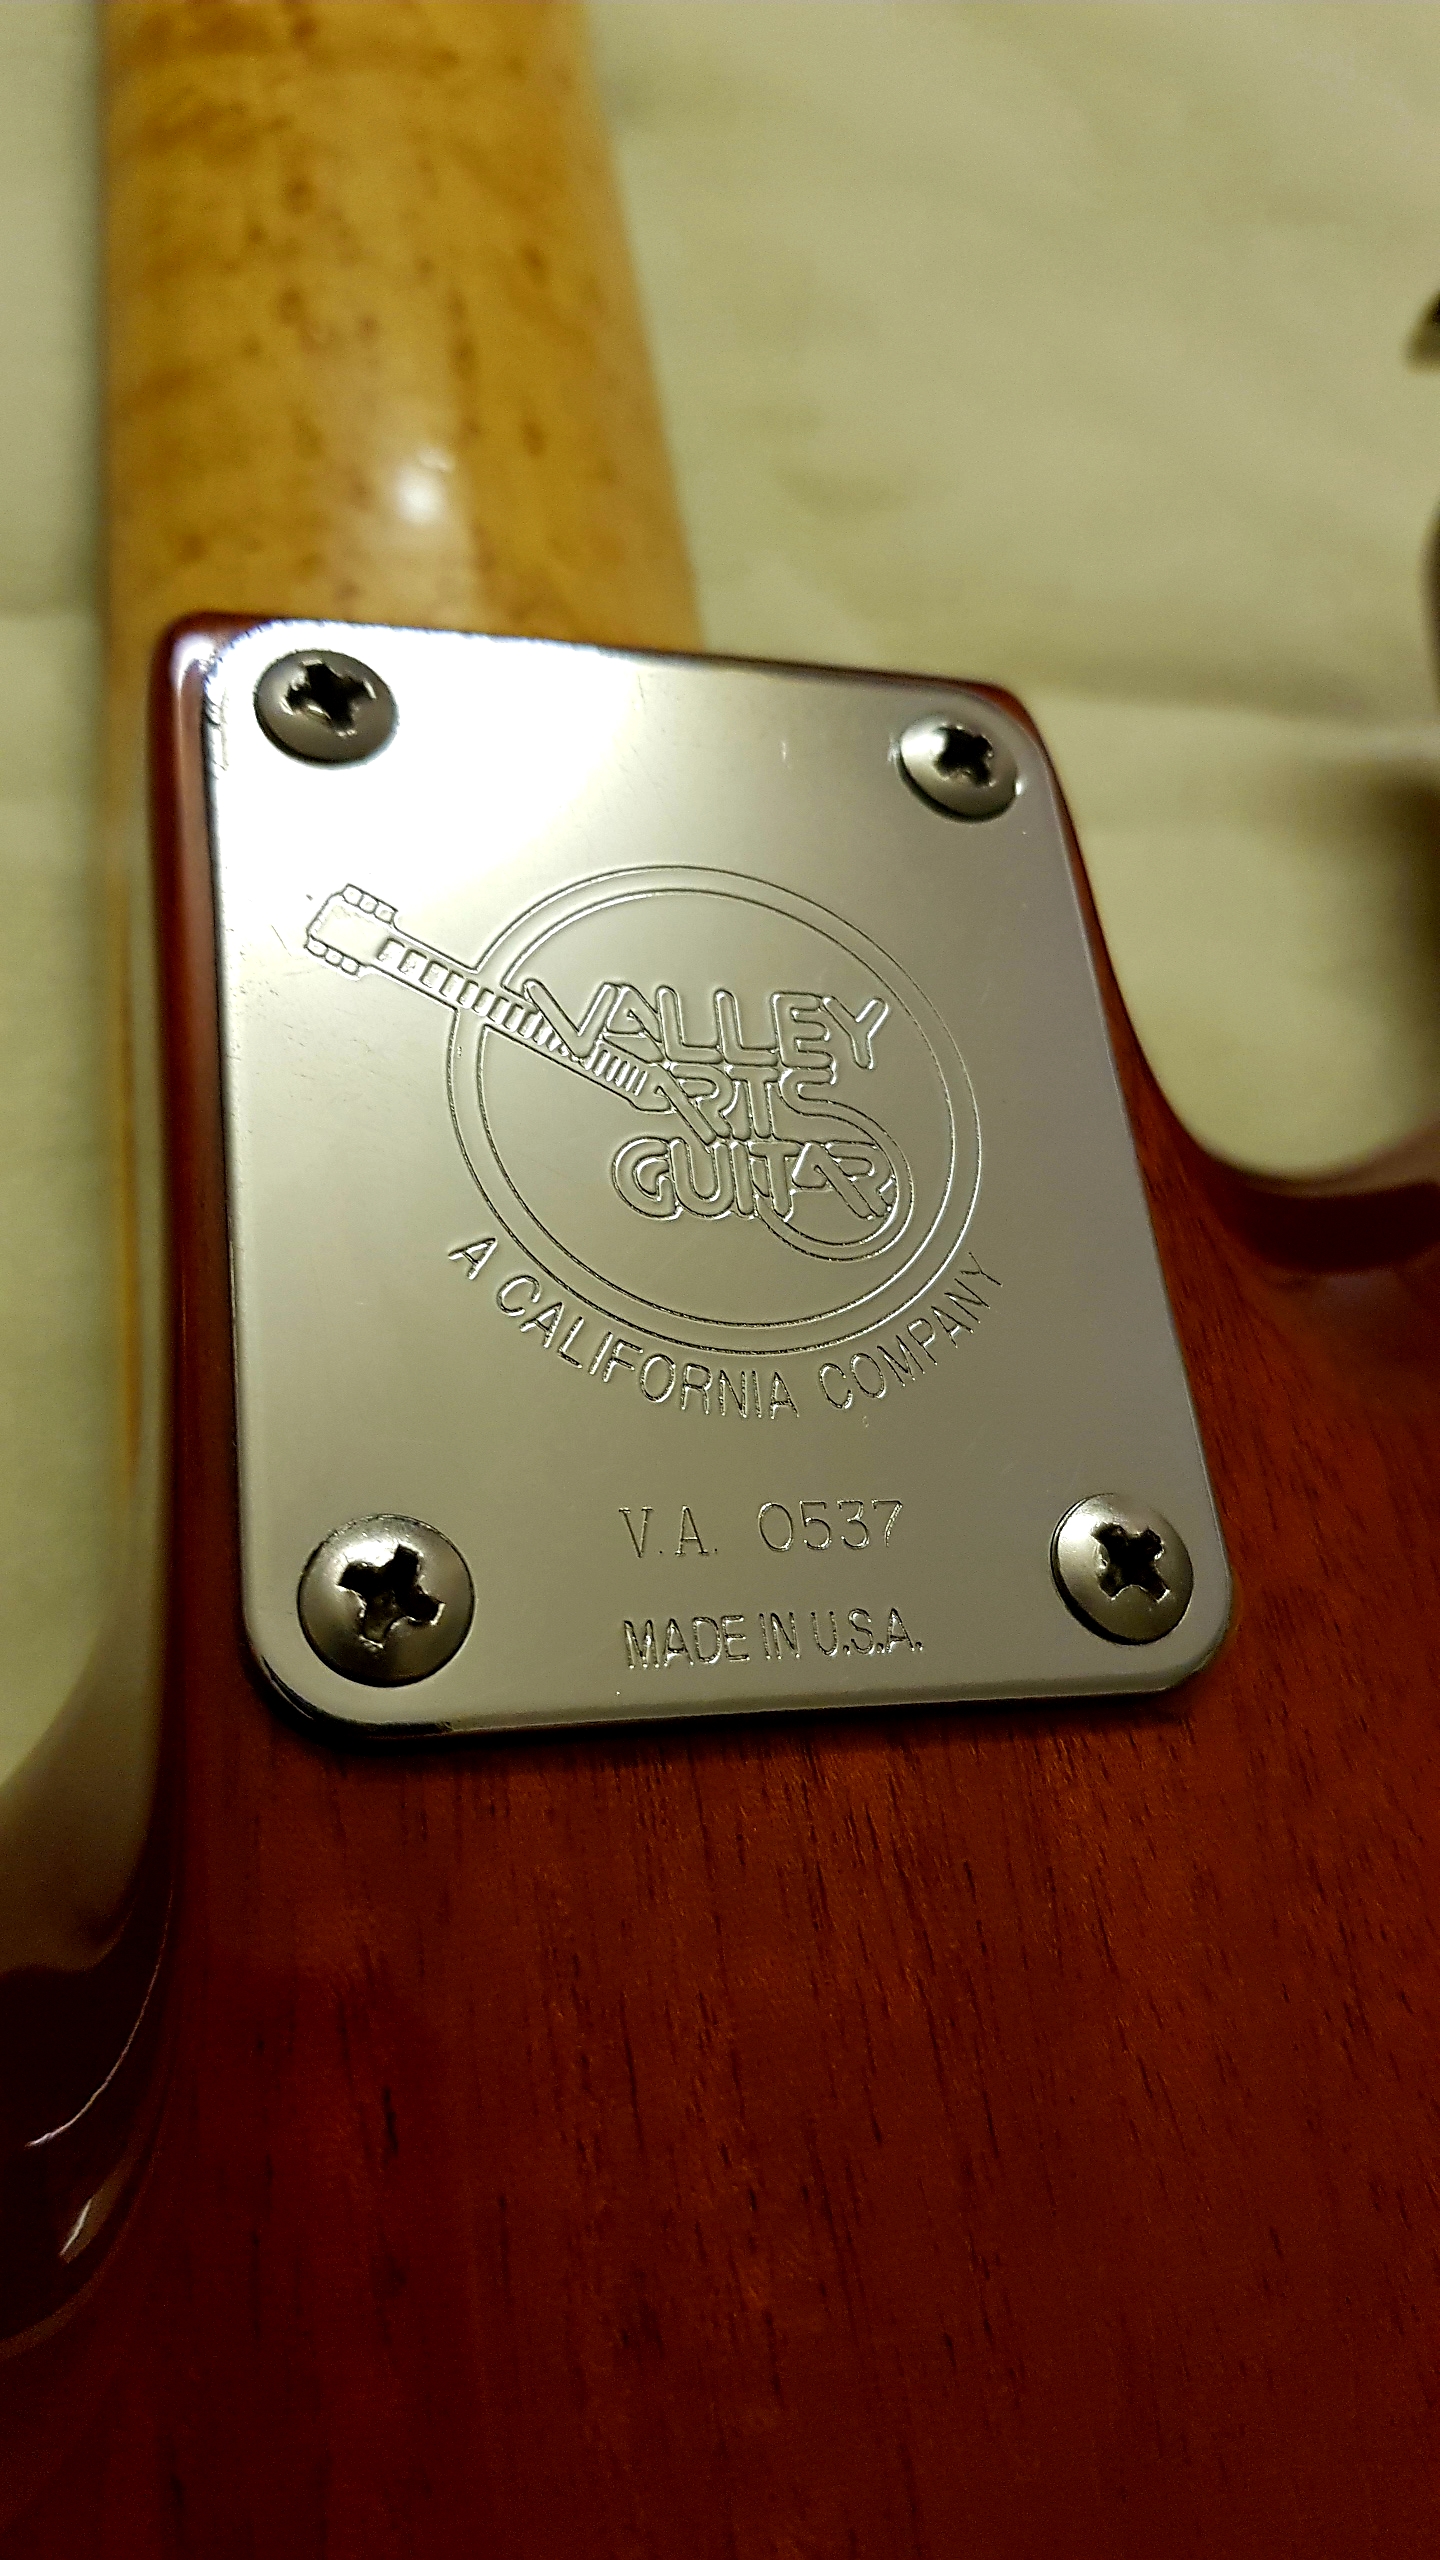 VALLEY
ARTS
GUITAR
A CALIFORNIA COMPANY
V.A. 0537
MADE IN U.S.A.